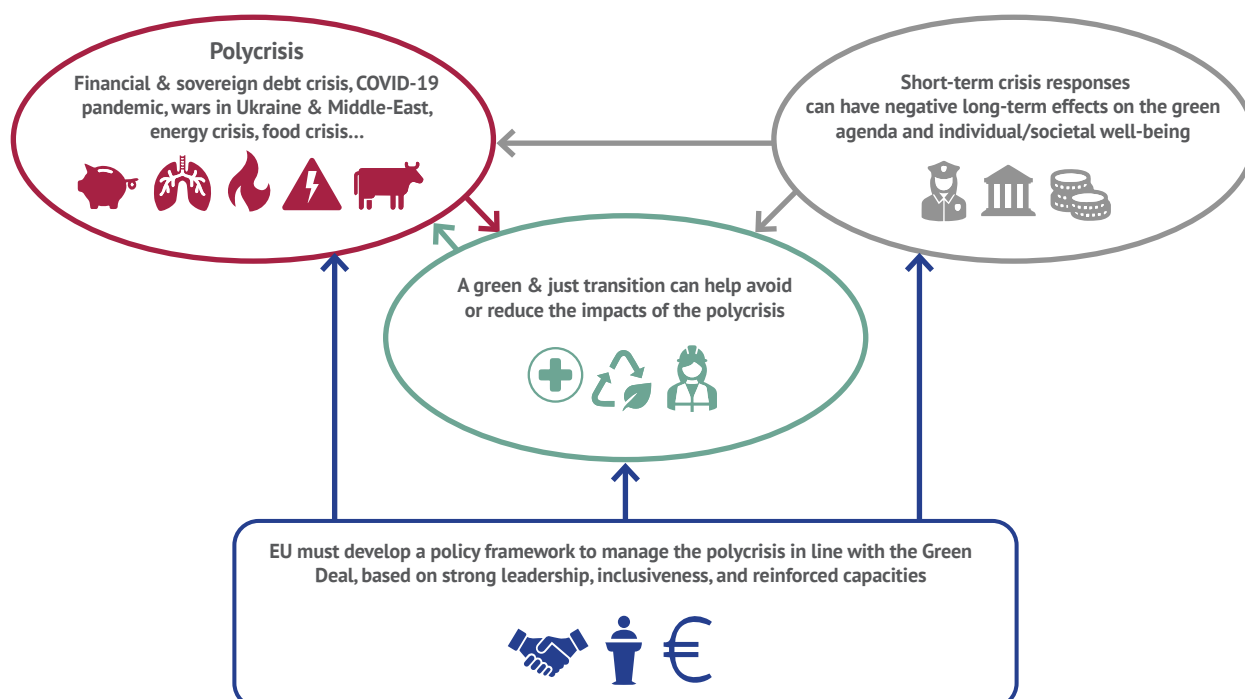 Polycrisis
Financial & sovereign debt crisis, COVID-19
pandemic, wars in Ukraine & Middle-East,
energy crisis, food crisis...
Short-term crisis responses
can have negative long-term effects on the green
agenda and individual/societal well-being
A green & just transition can help avoid
or reduce the impacts of the polycrisis
EU must develop a policy framework to manage the polycrisis in line with the Green
Deal, based on strong leadership, inclusiveness, and reinforced capacities
€